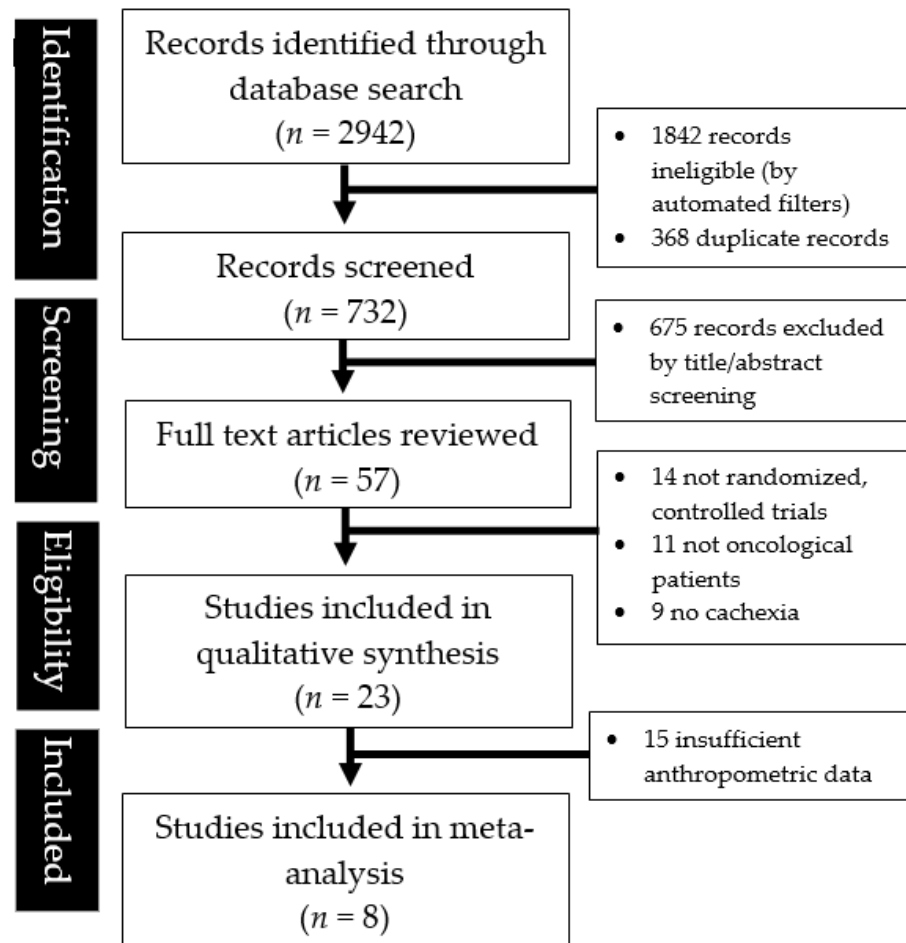 Identification
Records identified through
database search
(n = 2942)
• 1842 records
ineligible (by
automated filters)
• 368 duplicate records
Records screened
(n = 732)
Screening
• 675 records excluded
by title/abstract
screening
Full text articles reviewed
(n = 57)
• 14 not randomized,
controlled trials
• 11 not oncological
patients
• 9 no cachexia
Eligibility
Studies included in
qualitative synthesis
(n = 23)
Included
• 15 insufficient
anthropometric data
Studies included in meta-
analysis
(n = 8)